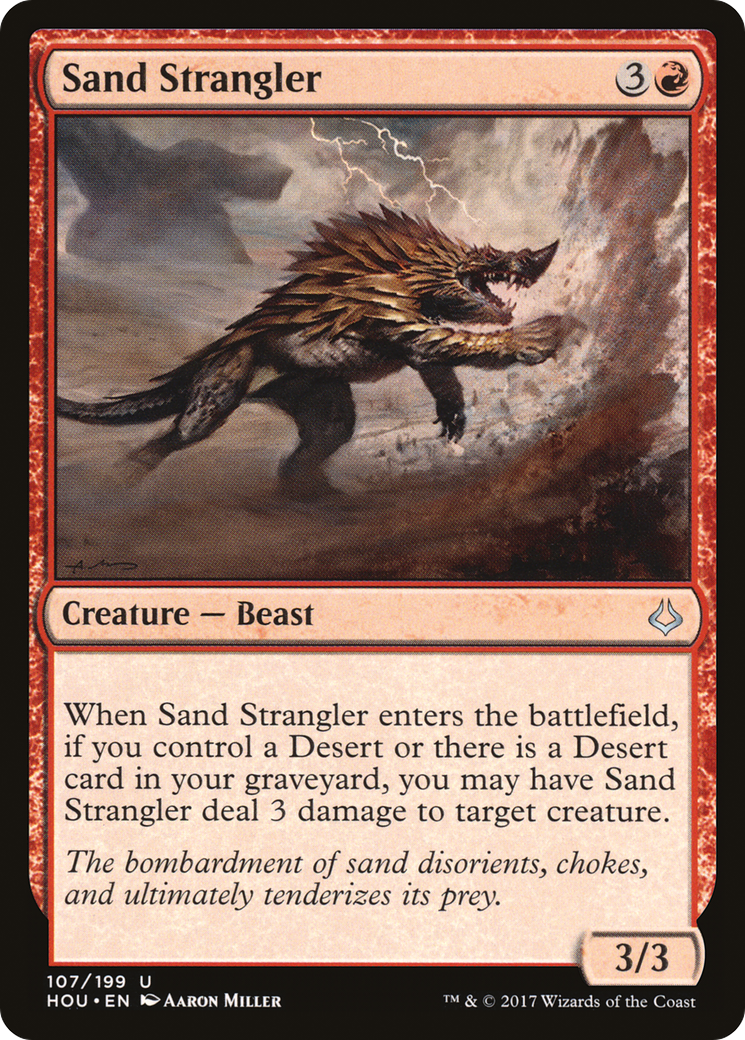 Sand Strangler 3
Creature — Beast
When Sand Strangler enters the battlefield,
if you control a Desert or there is a Desert
card in your graveyard, you may have Sand
Strangler deal 3 damage to target creature.
The bombardment of sand disorients, chokes,
and ultimately tenderizes its prey.
3/3
107/199 U
HOU • EN Aaron Miller ™ & © 2017 Wizards of the Coast